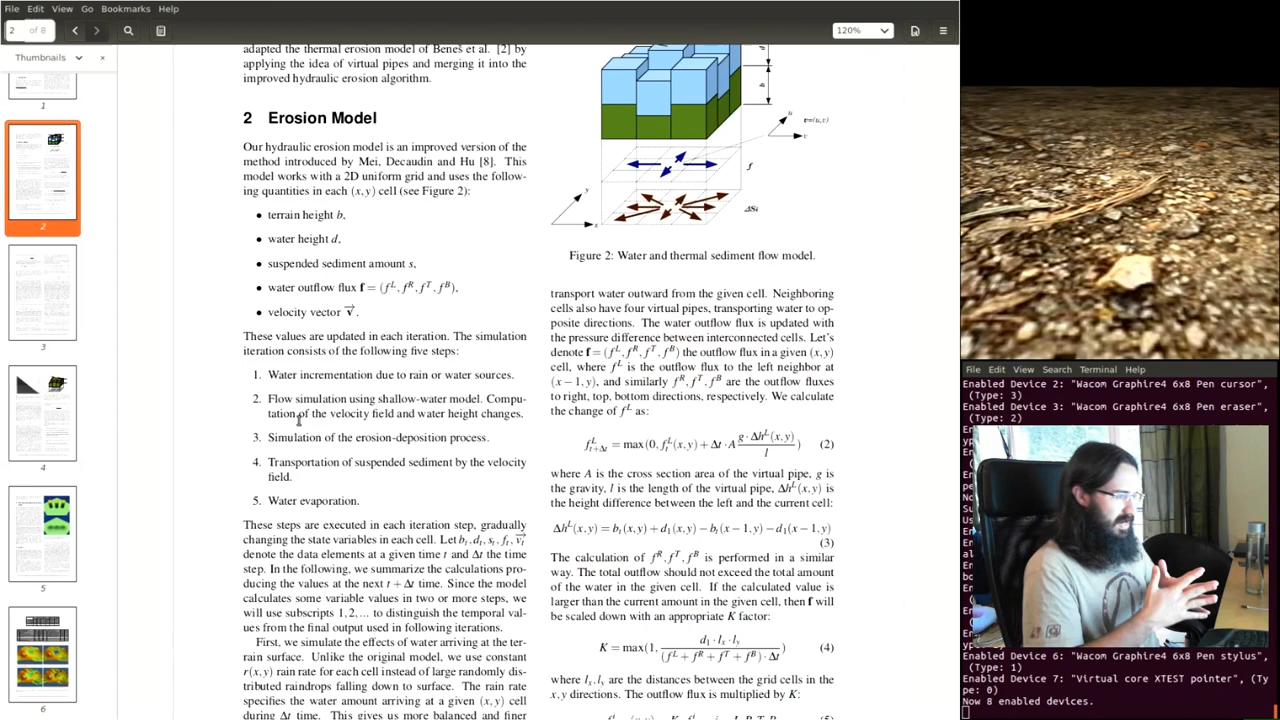 File Edit View Go Bookmarks Help
2 of 8
120%
Thumbnails
1
2
3
4
5
6
adapted the thermal erosion model of Beneš et al. [2] by
applying the idea of virtual pipes and merging it into the
improved hydraulic erosion algorithm.
2 Erosion Model
Our hydraulic erosion model is an improved version of the
method introduced by Mei, Decaudin and Hu [8]. This
model works with a 2D uniform grid and uses the follow-
ing quantities in each (x,y) cell (see Figure 2):
• terrain height b,
• water height d,
• suspended sediment amount s,
• water outflow flux f = (f^L, f^R, f^T, f^B),
• velocity vector v⃗.
These values are updated in each iteration. The simulation
iteration consists of the following five steps:
1. Water incrementation due to rain or water sources.
2. Flow simulation using shallow-water model. Compu-
tation of the velocity field and water height changes.
3. Simulation of the erosion-deposition process.
4. Transportation of suspended sediment by the velocity
field.
5. Water evaporation.
These steps are executed in each iteration step, gradually
changing the state variables in each cell. Let b_t, d_t, s_t, f_t, v⃗_t
denote the data elements at a given time t and Δt the time
step. In the following, we summarize the calculations pro-
ducing the values at the next t + Δt time. Since the model
calculates some variable values in two or more steps, we
will use subscripts 1,2,... to distinguish the temporal val-
ues from the final output used in following iterations.
First, we simulate the effects of water arriving at the ter-
rain surface. Unlike the original model, we use constant
r(x,y) rain rate for each cell instead of large randomly dis-
tributed raindrops falling down to surface. The rain rate
specifies the water amount arriving at a given (x,y) cell
during Δt time. This gives us more balanced and finer
d
b
u
v
v=(u,v)
f
y
x
ΔSi
Figure 2: Water and thermal sediment flow model.
transport water outward from the given cell. Neighboring
cells also have four virtual pipes, transporting water to op-
posite directions. The water outflow flux is updated with
the pressure difference between interconnected cells. Let's
denote f = (f^L, f^R, f^T, f^B) the outflow flux in a given (x,y)
cell, where f^L is the outflow flux to the left neighbor at
(x − 1,y), and similarly f^R, f^T, f^B are the outflow fluxes
to right, top, bottom directions, respectively. We calculate
the change of f^L as:
f^L_{t+Δt} = max(0, f^L_t(x,y) + Δt · A g · Δh^L(x,y) / l) (2)
where A is the cross section area of the virtual pipe, g is
the gravity, l is the length of the virtual pipe, Δh^L(x,y) is
the height difference between the left and the current cell:
Δh^L(x,y) = b_t(x,y) + d_1(x,y) − b_t(x − 1,y) − d_1(x − 1,y)
(3)
The calculation of f^R, f^T, f^B is performed in a similar
way. The total outflow should not exceed the total amount
of the water in the given cell. If the calculated value is
larger than the current amount in the given cell, then f will
be scaled down with an appropriate K factor:
K = max(1, d_1 · l_x · l_y / (f^L + f^R + f^T + f^B) · Δt) (4)
where l_x, l_y are the distances between the grid cells in the
x,y directions. The outflow flux is multiplied by K:
File Edit View Search Terminal Help
Enabled Device 2: "Wacom Graphire4 6x8 Pen cursor"
(Type: 3)
Enabled Device 3: "Wacom Graphire4 6x8 Pen eraser"
(Type: 2)
Enabled Device 6: "Wacom Graphire4 6x8 Pen stylus"
(Type: 1)
Enabled Device 7: "Virtual core XTEST pointer", (Ty
pe: 0)
Now 8 enabled devices.